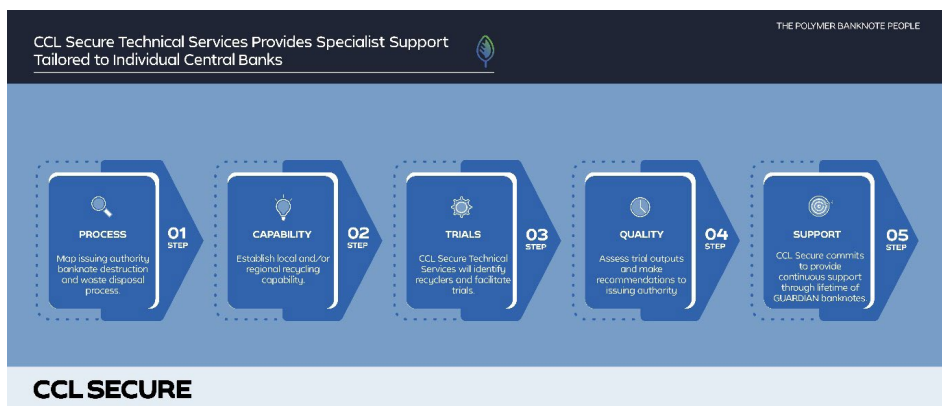 THE POLYMER BANKNOTE PEOPLE
CCL Secure Technical Services Provides Specialist Support
Tailored to Individual Central Banks
PROCESS
Map issuing authority
banknote destruction
and waste disposal
process.
01
STEP
CAPABILITY
Establish local and/or
regional recycling
capability.
02
STEP
TRIALS
CCL Secure Technical
Services will identify
recyclers and facilitate
trials.
03
STEP
QUALITY
Assess trial outputs
and make
recommendations to
issuing authority
04
STEP
SUPPORT
CCL Secure commits
to provide
continuous support
through lifetime of
GUARDIAN banknotes.
05
STEP
CCL SECURE